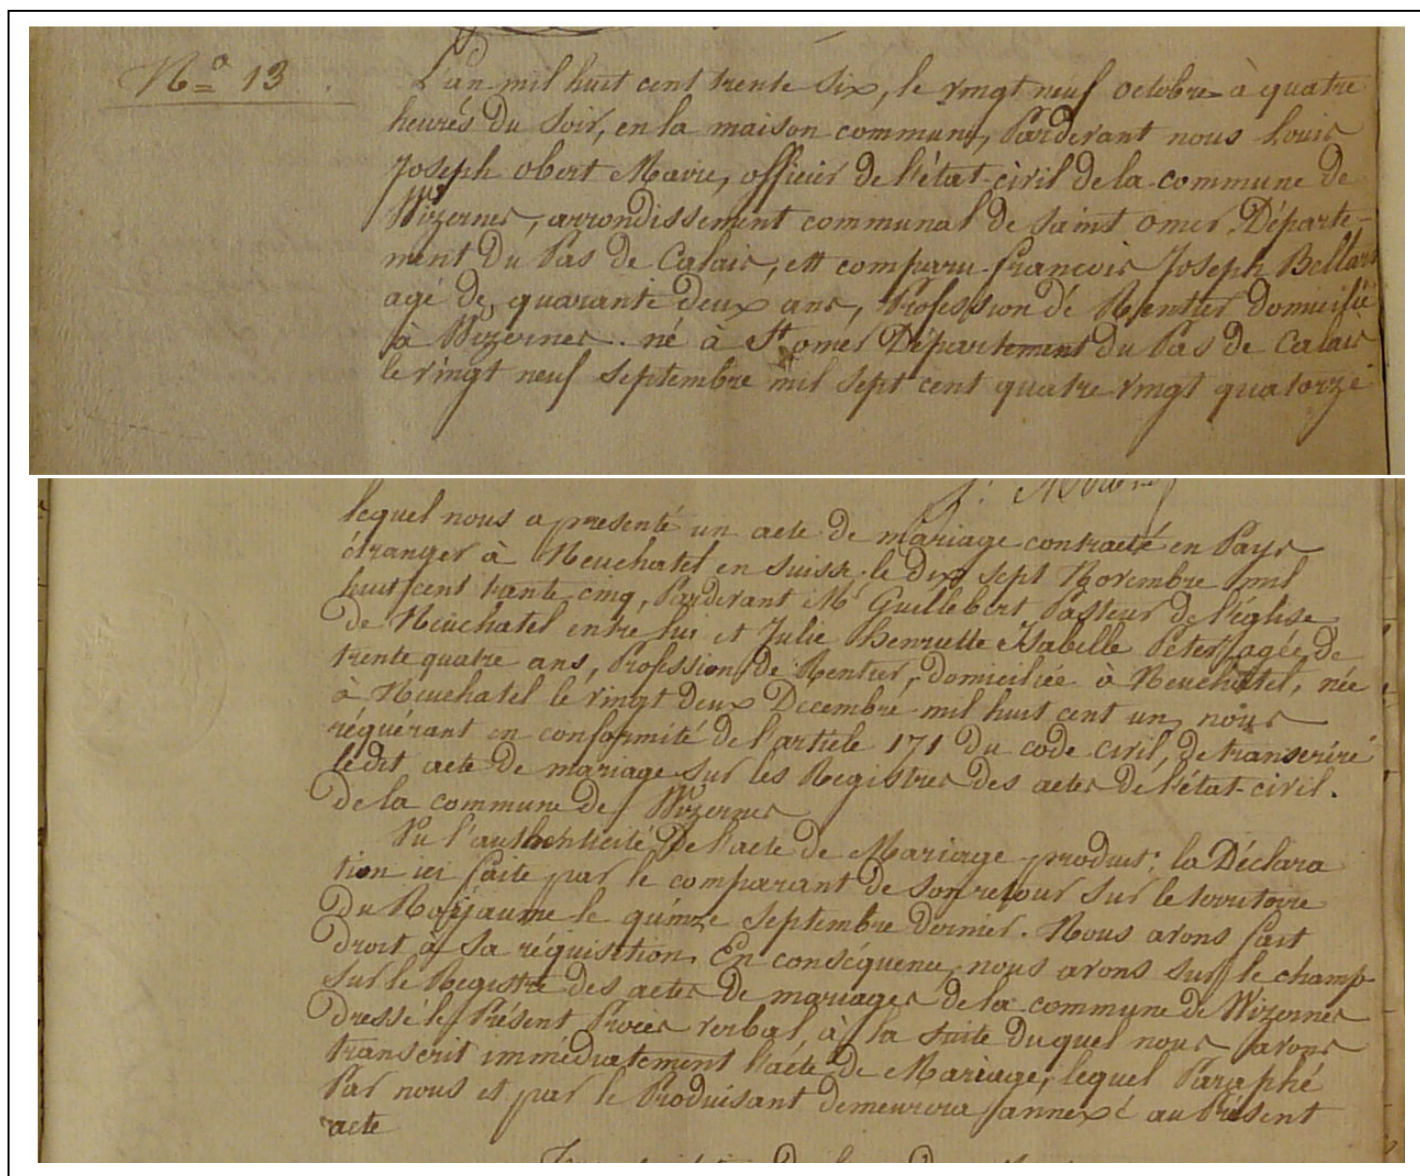 No 13
L'an mil huit cent trente six, le vingt neuf octobre à quatre
heurés du soir, en la maison commune, Pardevant nous Louis
Joseph obert Maire, officier de l'état-civil de la commune de
Wizernes, arrondissement communal de saint omer Départe-
ment du Pas de Calais, est comparu francois Joseph Bellart
agé de quarante deux ans, Profession dé Rentier domicilié
à Wizernes. né à St omer Département du Pas de Calais
le vingt neuf septembre mil sept cent quatre vingt quatorze
lequel nous a presenté un acte de mariage contracté en Pays
étranger à Neuchatel en suisse le dix sept Novembre mil
huit cent trente cinq, Pardevant Mr Guillebert Pasteur de l'église
de Neuchatel entre lui et Julie henriette Isabelle Peter agée de
trente quatre ans, Profession de Rentier, domiciliée à Neuchatel, née
à Neuchatel le vingt deux Décembre mil huit cent un, nous
réquérant en conformité de l'article 171 du code civil, de transcriré
ledit acte de mariage sur les Registres des actes de l'état-civil.
de la commune de Wizernes
Vu l'authenticité De l'acte de Mariage produit; la Déclara
tion ici faite par le comparant de son retour sur le territoire
du Royaume le quinze septembre dernier. Nous avons fait
droit à sa réquisition. En conséquence, nous avons sur le champ
sur le Registre des actes de mariages de la commune de Wizernes
dressé le Présent Procès verbal, à la suite duquel nous avons
transcrit immédiatement l'acte de Mariage, lequel Paraphé
Par nous et par le Produisant demeurera annexé au Présent
acte